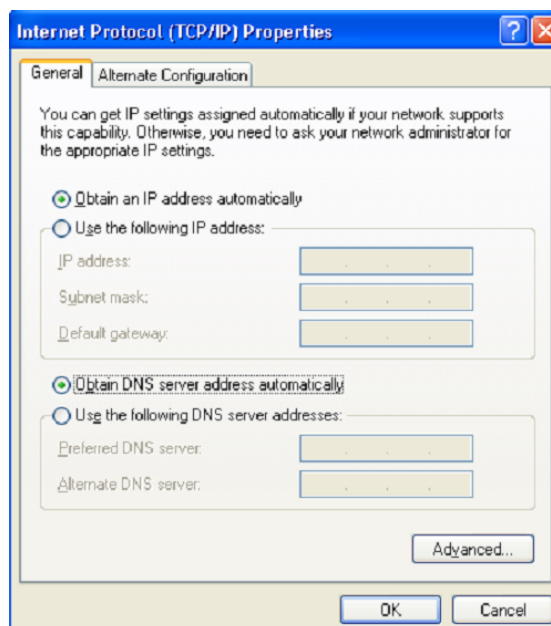 Internet Protocol (TCP/IP) Properties
General
Alternate Configuration
You can get IP settings assigned automatically if your network supports
this capability. Otherwise, you need to ask your network administrator for
the appropriate IP settings.
Obtain an IP address automatically
Use the following IP address:
IP address:
Subnet mask:
Default gateway:
Obtain DNS server address automatically
Use the following DNS server addresses:
Preferred DNS server:
Alternate DNS server:
Advanced...
OK
Cancel